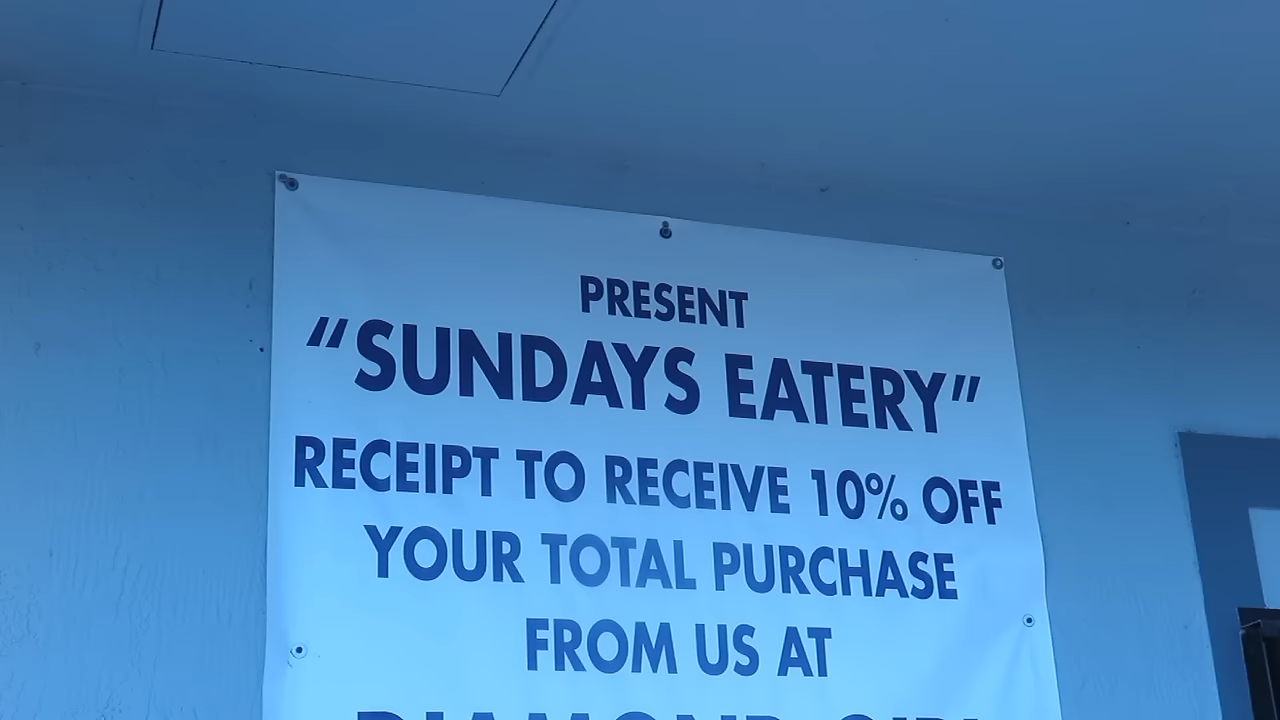 PRESENT
"SUNDAYS EATERY"
RECEIPT TO RECEIVE 10% OFF
YOUR TOTAL PURCHASE
FROM US AT